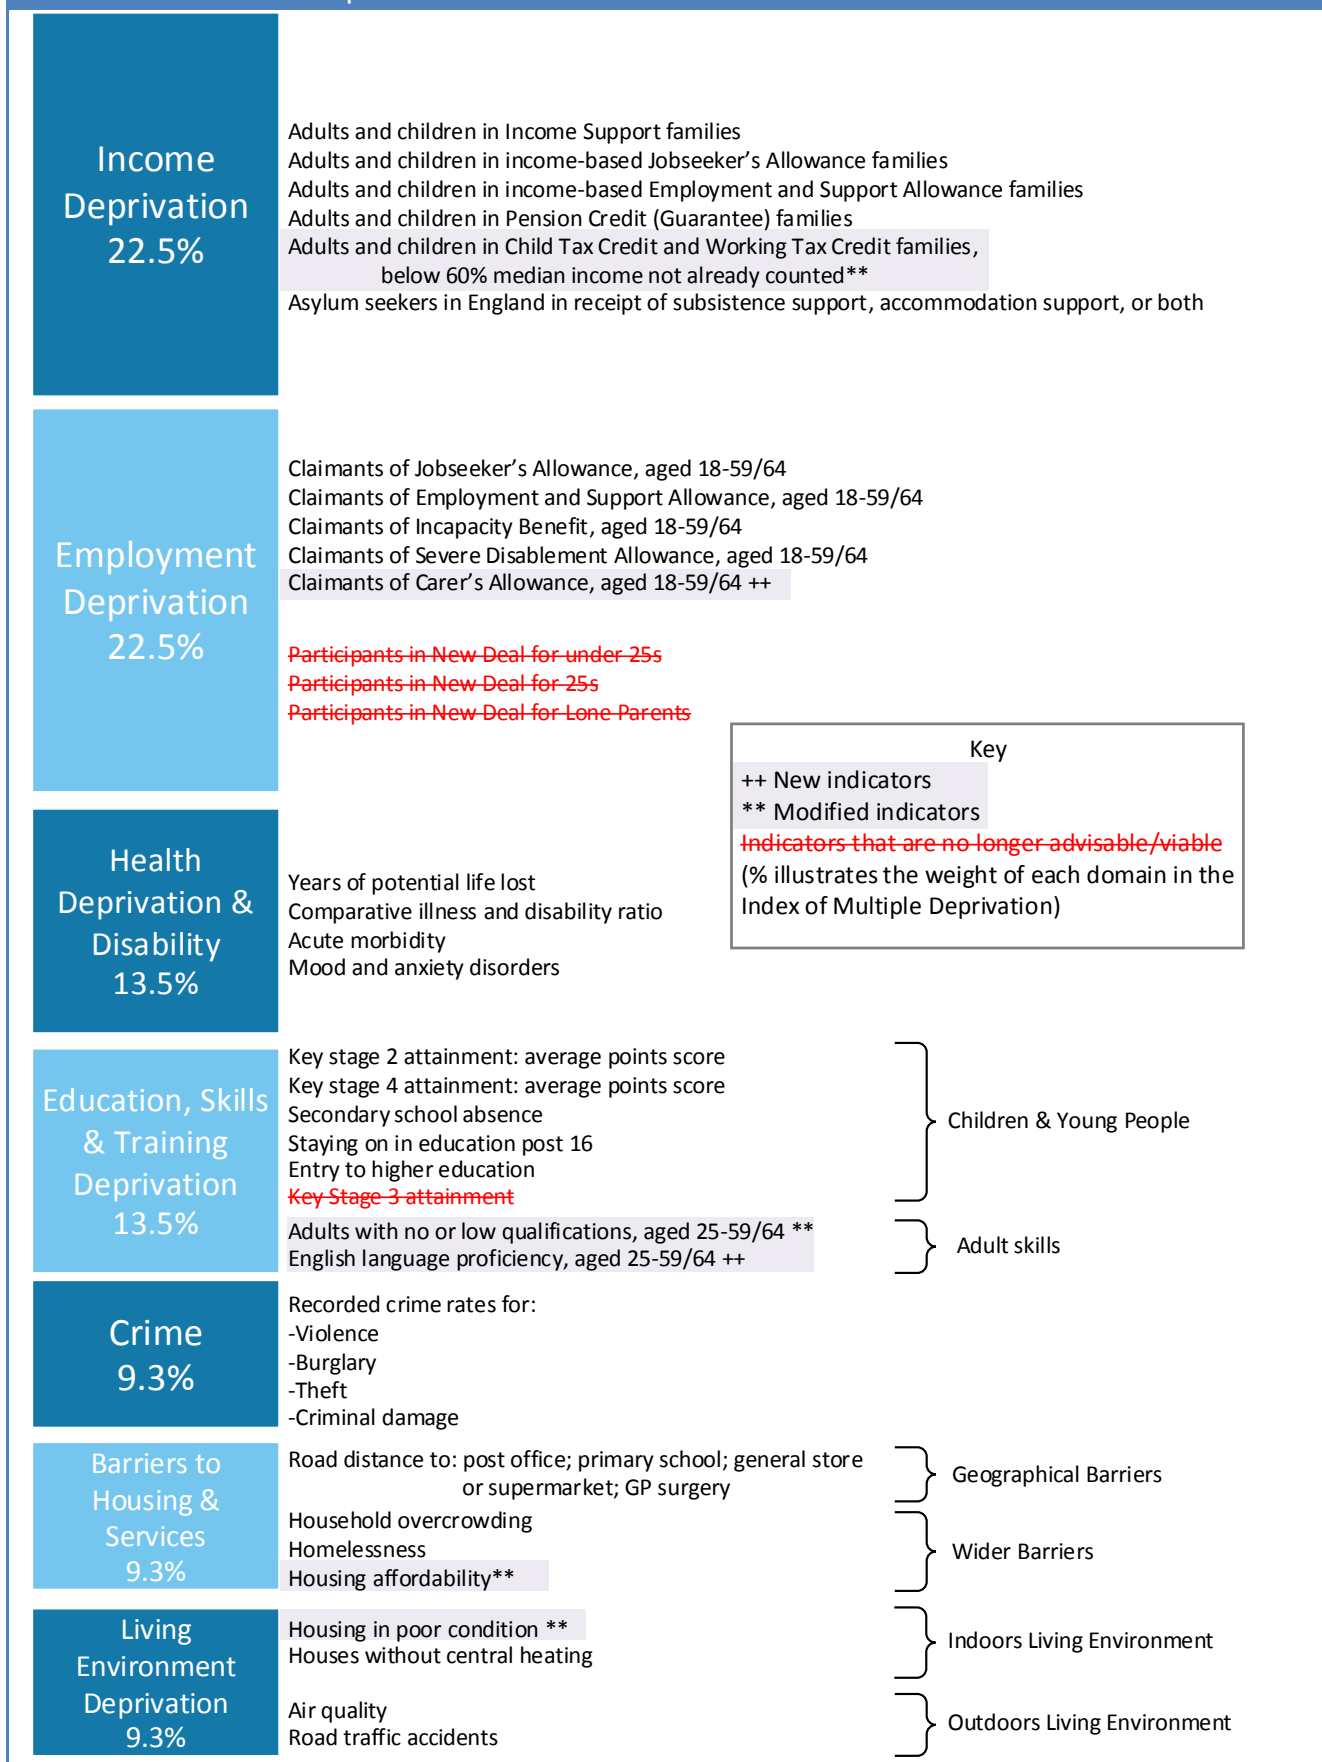 Income
Deprivation
22.5%
Adults and children in Income Support families
Adults and children in income-based Jobseeker’s Allowance families
Adults and children in income-based Employment and Support Allowance families
Adults and children in Pension Credit (Guarantee) families
Adults and children in Child Tax Credit and Working Tax Credit families,
below 60% median income not already counted**
Asylum seekers in England in receipt of subsistence support, accommodation support, or both
Employment
Deprivation
22.5%
Claimants of Jobseeker’s Allowance, aged 18-59/64
Claimants of Employment and Support Allowance, aged 18-59/64
Claimants of Incapacity Benefit, aged 18-59/64
Claimants of Severe Disablement Allowance, aged 18-59/64
Claimants of Carer’s Allowance, aged 18-59/64 ++
Participants in New Deal for under 25s
Participants in New Deal for 25s
Participants in New Deal for Lone Parents
Key
++ New indicators
** Modified indicators
Indicators that are no longer advisable/viable
(% illustrates the weight of each domain in the
Index of Multiple Deprivation)
Health
Deprivation &
Disability
13.5%
Years of potential life lost
Comparative illness and disability ratio
Acute morbidity
Mood and anxiety disorders
Education, Skills
& Training
Deprivation
13.5%
Key stage 2 attainment: average points score
Key stage 4 attainment: average points score
Secondary school absence
Staying on in education post 16
Entry to higher education
Key Stage 3 attainment
Children & Young People
Adults with no or low qualifications, aged 25-59/64 **
English language proficiency, aged 25-59/64 ++
Adult skills
Crime
9.3%
Recorded crime rates for:
-Violence
-Burglary
-Theft
-Criminal damage
Barriers to
Housing &
Services
9.3%
Road distance to: post office; primary school; general store
or supermarket; GP surgery
Geographical Barriers
Household overcrowding
Homelessness
Housing affordability**
Wider Barriers
Living
Environment
Deprivation
9.3%
Housing in poor condition **
Houses without central heating
Indoors Living Environment
Air quality
Road traffic accidents
Outdoors Living Environment